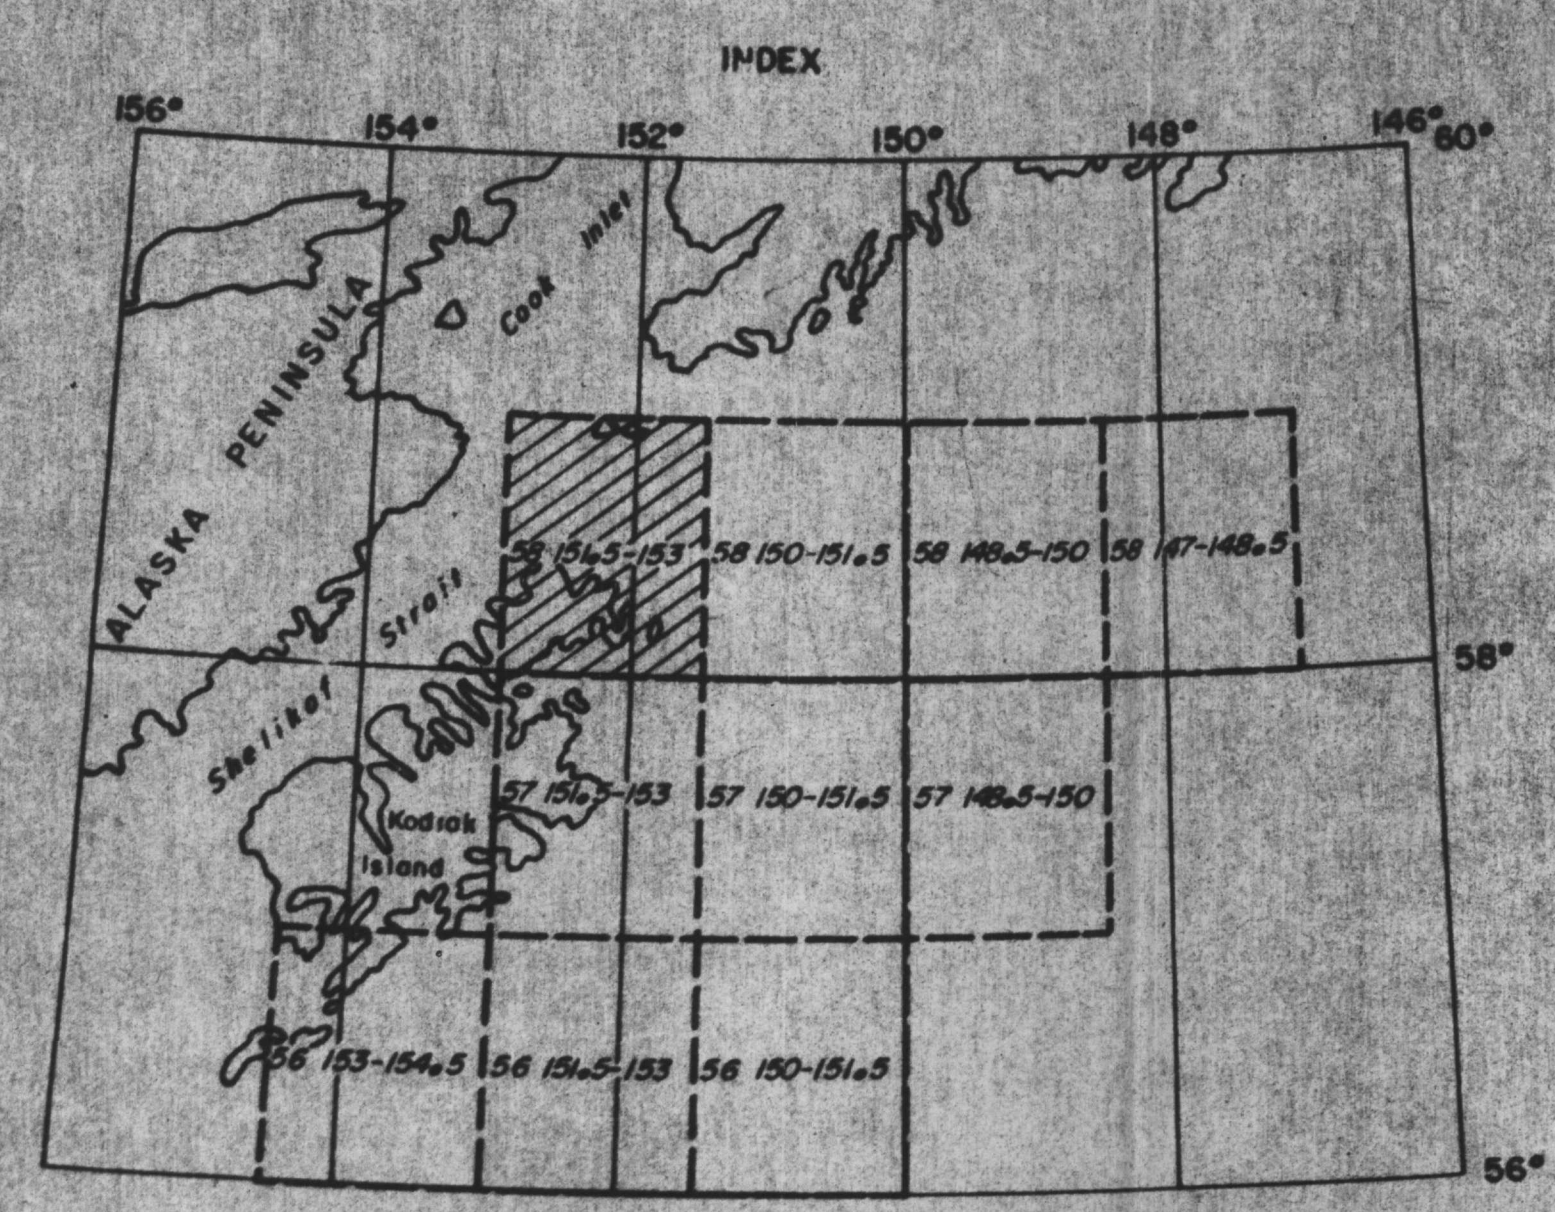 INDEX
156° 154° 152° 150° 148° 146° 60°
Cook Inlet
ALASKA PENINSULA
58 151.5-153 58 150-151.5 58 148.5-150 58 147-148.5
Shelikof Strait
58°
57 151.5-153 57 150-151.5 57 148.5-150
Kodiak
Island
56 153-154.5 56 151.5-153 56 150-151.5
56°